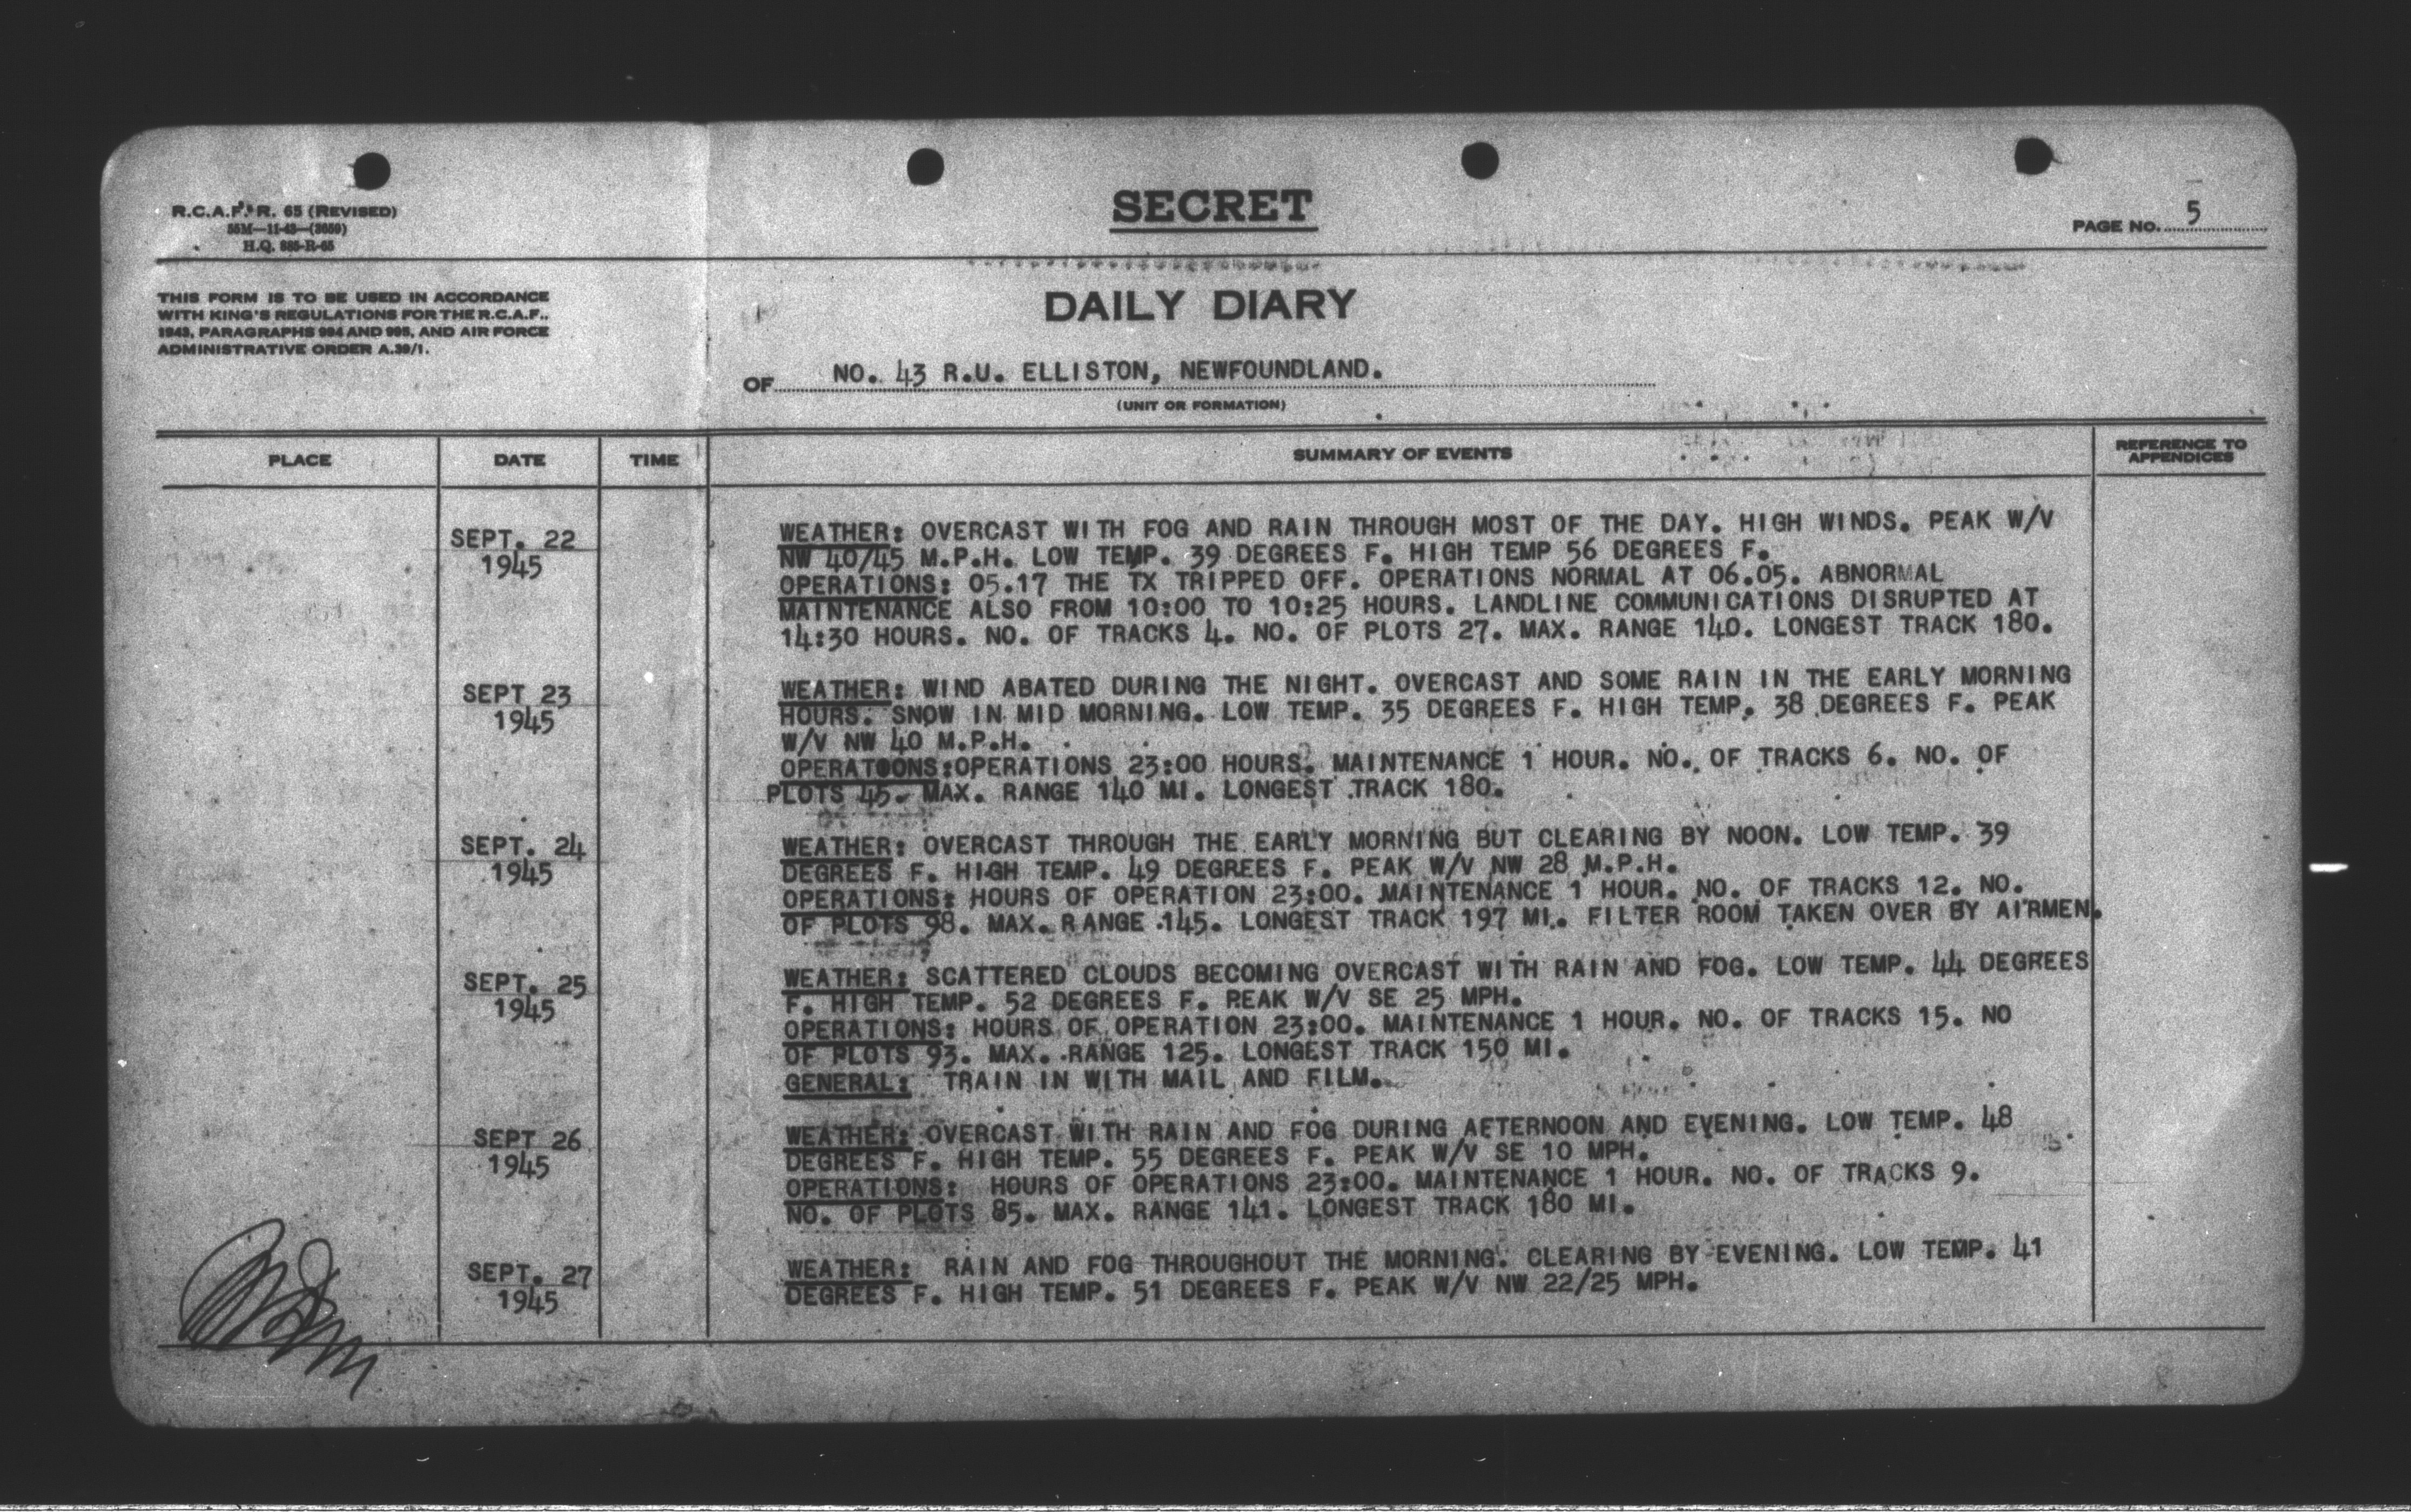 R.C.A.F. R. 65 (REVISED)
55M—11-43—(3659)
H.Q. 885-R-65
SECRET
PAGE NO. 5
THIS FORM IS TO BE USED IN ACCORDANCE
WITH KING'S REGULATIONS FOR THE R.C.A.F.,
1943, PARAGRAPHS 994 AND 995, AND AIR FORCE
ADMINISTRATIVE ORDER A.39/1.
DAILY DIARY
OF NO. 43 R.U. ELLISTON, NEWFOUNDLAND.
(UNIT OR FORMATION)
PLACE DATE TIME SUMMARY OF EVENTS REFERENCE TO APPENDICES
SEPT. 22
1945
WEATHER: OVERCAST WITH FOG AND RAIN THROUGH MOST OF THE DAY. HIGH WINDS. PEAK W/V
NW 40/45 M.P.H. LOW TEMP. 39 DEGREES F. HIGH TEMP 56 DEGREES F.
OPERATIONS: 05.17 THE TX TRIPPED OFF. OPERATIONS NORMAL AT 06.05. ABNORMAL
MAINTENANCE ALSO FROM 10:00 TO 10:25 HOURS. LANDLINE COMMUNICATIONS DISRUPTED AT
14:30 HOURS. NO. OF TRACKS 4. NO. OF PLOTS 27. MAX. RANGE 140. LONGEST TRACK 180.
SEPT 23
1945
WEATHER: WIND ABATED DURING THE NIGHT. OVERCAST AND SOME RAIN IN THE EARLY MORNING
HOURS. SNOW IN MID MORNING. LOW TEMP. 35 DEGREES F. HIGH TEMP. 38 DEGREES F. PEAK
W/V NW 40 M.P.H.
OPERATOONS:OPERATIONS 23:00 HOURS. MAINTENANCE 1 HOUR. NO. OF TRACKS 6. NO. OF
PLOTS 45. MAX. RANGE 140 MI. LONGEST TRACK 180.
SEPT. 24
1945
WEATHER: OVERCAST THROUGH THE EARLY MORNING BUT CLEARING BY NOON. LOW TEMP. 39
DEGREES F. HIGH TEMP. 49 DEGREES F. PEAK W/V NW 28 M.P.H.
OPERATIONS: HOURS OF OPERATION 23:00. MAINTENANCE 1 HOUR. NO. OF TRACKS 12. NO.
OF PLOTS 98. MAX. RANGE 145. LONGEST TRACK 197 MI. FILTER ROOM TAKEN OVER BY AIRMEN.
SEPT. 25
1945
WEATHER: SCATTERED CLOUDS BECOMING OVERCAST WITH RAIN AND FOG. LOW TEMP. 44 DEGREES
F. HIGH TEMP. 52 DEGREES F. PEAK W/V SE 25 MPH.
OPERATIONS: HOURS OF OPERATION 23:00. MAINTENANCE 1 HOUR. NO. OF TRACKS 15. NO
OF PLOTS 93. MAX. RANGE 125. LONGEST TRACK 150 MI.
GENERAL: TRAIN IN WITH MAIL AND FILM.
SEPT 26
1945
WEATHER: OVERCAST WITH RAIN AND FOG DURING AFTERNOON AND EVENING. LOW TEMP. 48
DEGREES F. HIGH TEMP. 55 DEGREES F. PEAK W/V SE 10 MPH.
OPERATIONS: HOURS OF OPERATIONS 23:00. MAINTENANCE 1 HOUR. NO. OF TRACKS 9.
NO. OF PLOTS 85. MAX. RANGE 141. LONGEST TRACK 180 MI.
SEPT. 27
1945
WEATHER: RAIN AND FOG THROUGHOUT THE MORNING. CLEARING BY EVENING. LOW TEMP. 41
DEGREES F. HIGH TEMP. 51 DEGREES F. PEAK W/V NW 22/25 MPH.